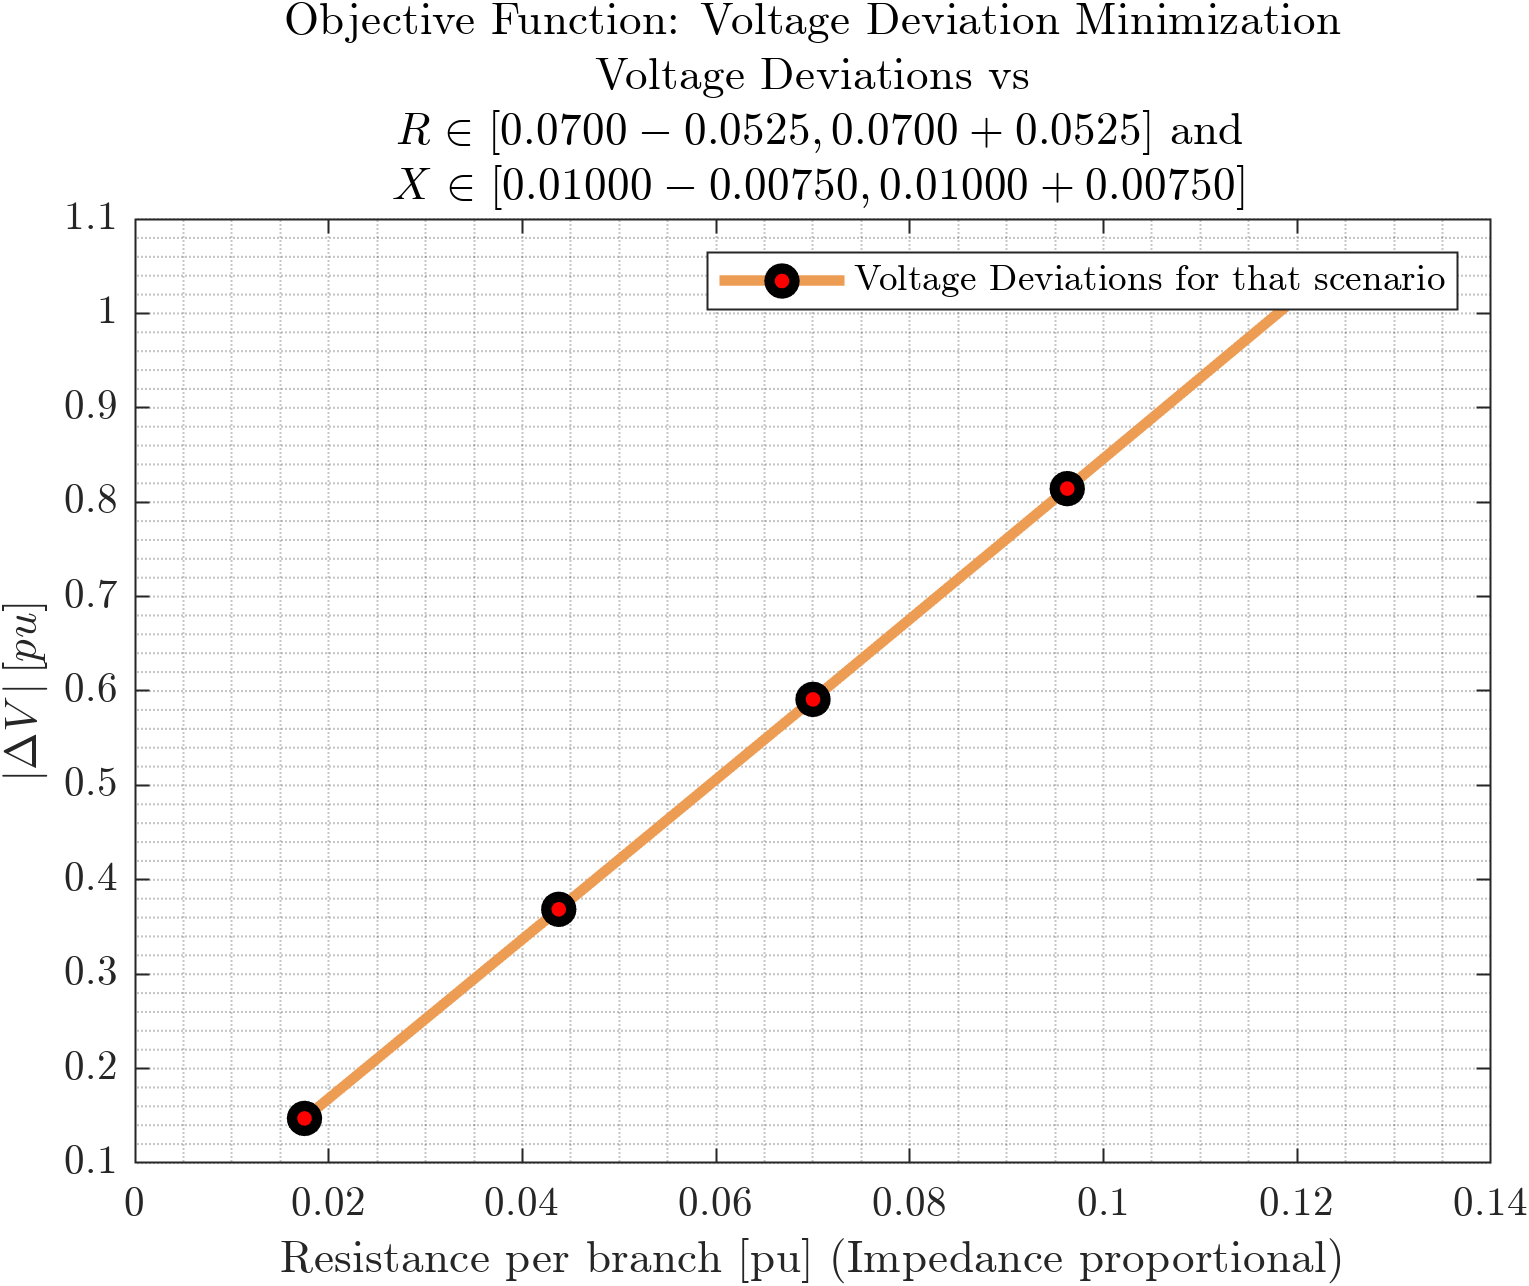 Objective Function: Voltage Deviation Minimization
Voltage Deviations vs
R ∈ [0.0700 − 0.0525, 0.0700 + 0.0525] and
X ∈ [0.01000 − 0.00750, 0.01000 + 0.00750]
Voltage Deviations for that scenario
1.1
1
0.9
0.8
0.7
0.6
0.5
0.4
0.3
0.2
0.1
|ΔV| [pu]
0 0.02 0.04 0.06 0.08 0.1 0.12 0.14
Resistance per branch [pu] (Impedance proportional)